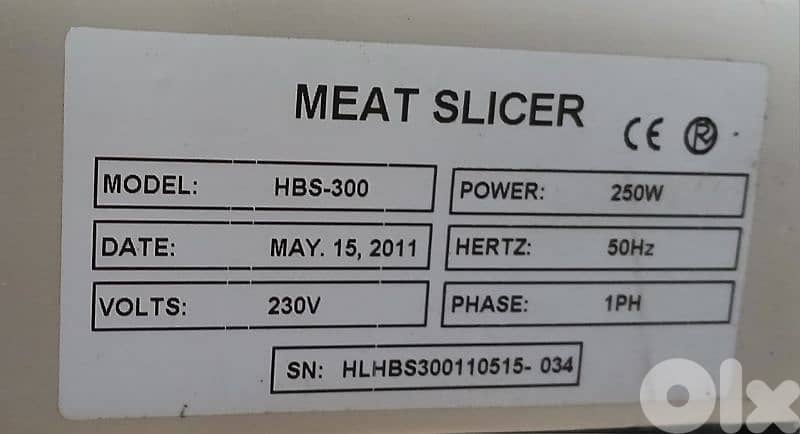 MEAT SLICER
CE ®
MODEL: HBS-300 POWER: 250W
DATE: MAY. 15, 2011 HERTZ: 50Hz
VOLTS: 230V PHASE: 1PH
SN: HLHBS300110515- 034
Olx